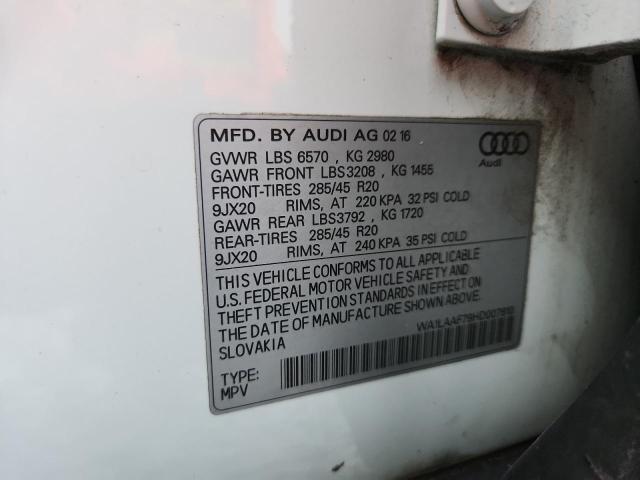 MFD. BY AUDI AG 02 16
Audi
GVWR LBS 6570 , KG 2980
GAWR FRONT LBS3208 , KG 1455
FRONT-TIRES 285/45 R20
9JX20 RIMS, AT 220 KPA 32 PSI COLD
GAWR REAR LBS3792 , KG 1720
REAR-TIRES 285/45 R20
9JX20 RIMS, AT 240 KPA 35 PSI COLD
THIS VEHICLE CONFORMS TO ALL APPLICABLE
U.S. FEDERAL MOTOR VEHICLE SAFETY AND
THEFT PREVENTION STANDARDS IN EFFECT ON
THE DATE OF MANUFACTURE SHOWN ABOVE.
SLOVAKIA
WA1LAAF79HD007910
TYPE:
MPV